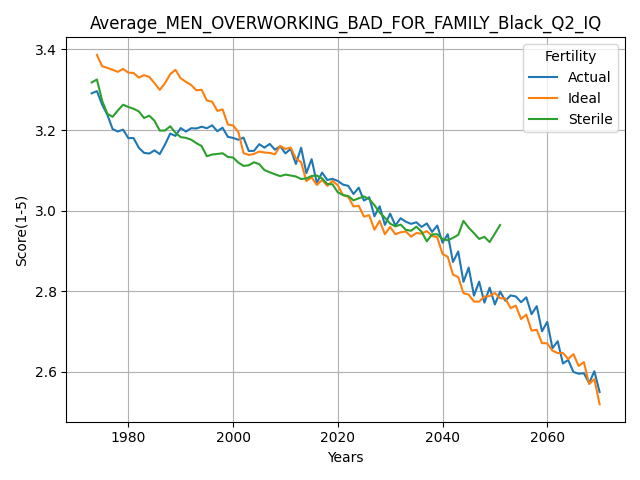 Average_MEN_OVERWORKING_BAD_FOR_FAMILY_Black_Q2_IQ
Fertility
Actual
Ideal
Sterile
Score(1-5)
3.4
3.2
3.0
2.8
2.6
1980 2000 2020 2040 2060
Years